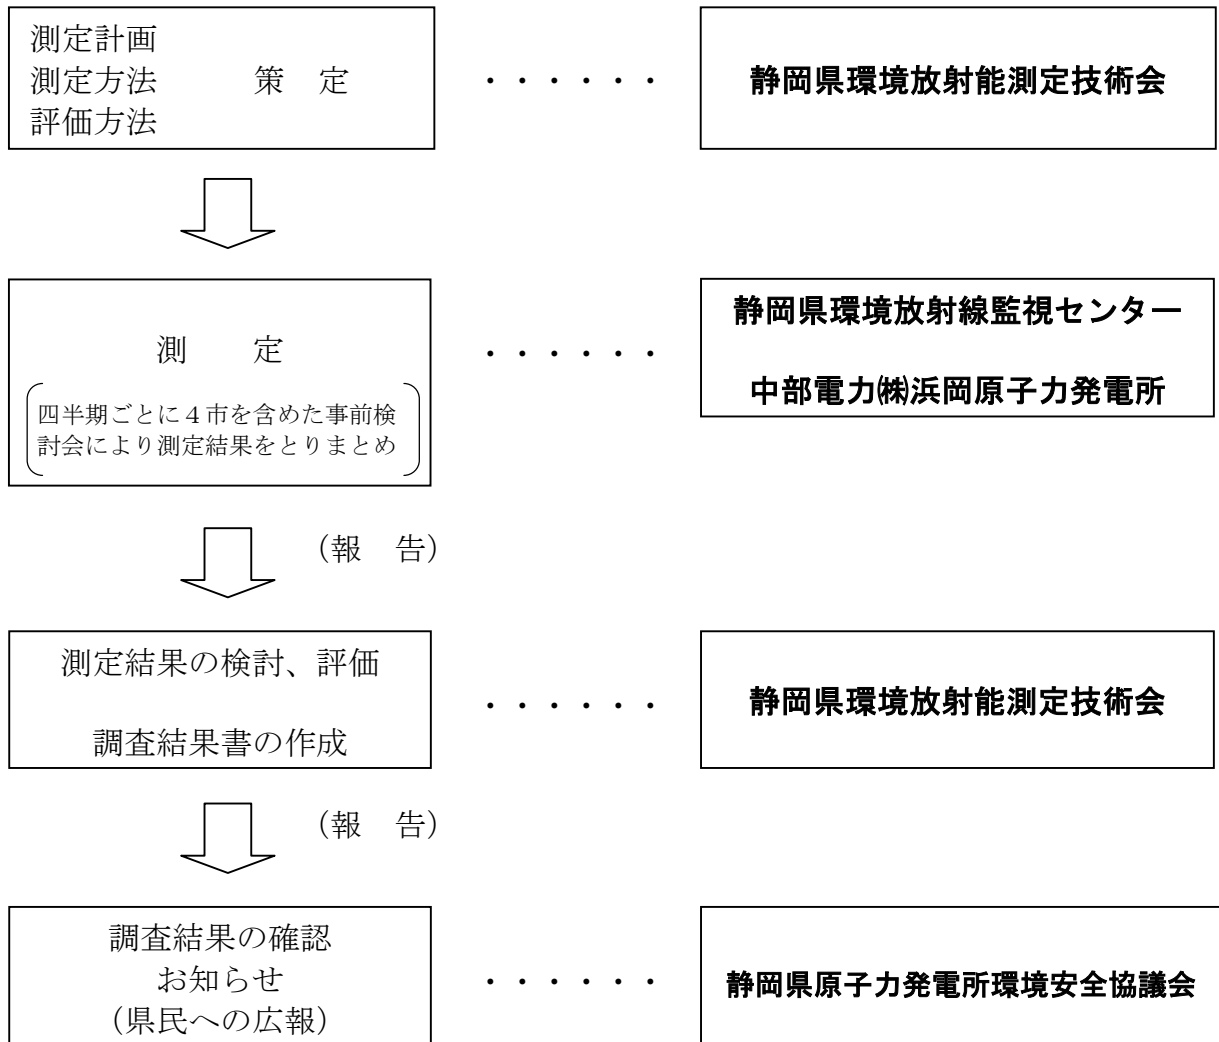 測定計画
測定方法　　　策　定
評価方法
・・・・・・
静岡県環境放射能測定技術会
測　　定
四半期ごとに４市を含めた事前検
討会により測定結果をとりまとめ
・・・・・・
静岡県環境放射線監視センター
中部電力㈱浜岡原子力発電所
（報　告）
測定結果の検討、評価
調査結果書の作成
・・・・・・
静岡県環境放射能測定技術会
（報　告）
調査結果の確認
お知らせ
（県民への広報）
・・・・・・
静岡県原子力発電所環境安全協議会